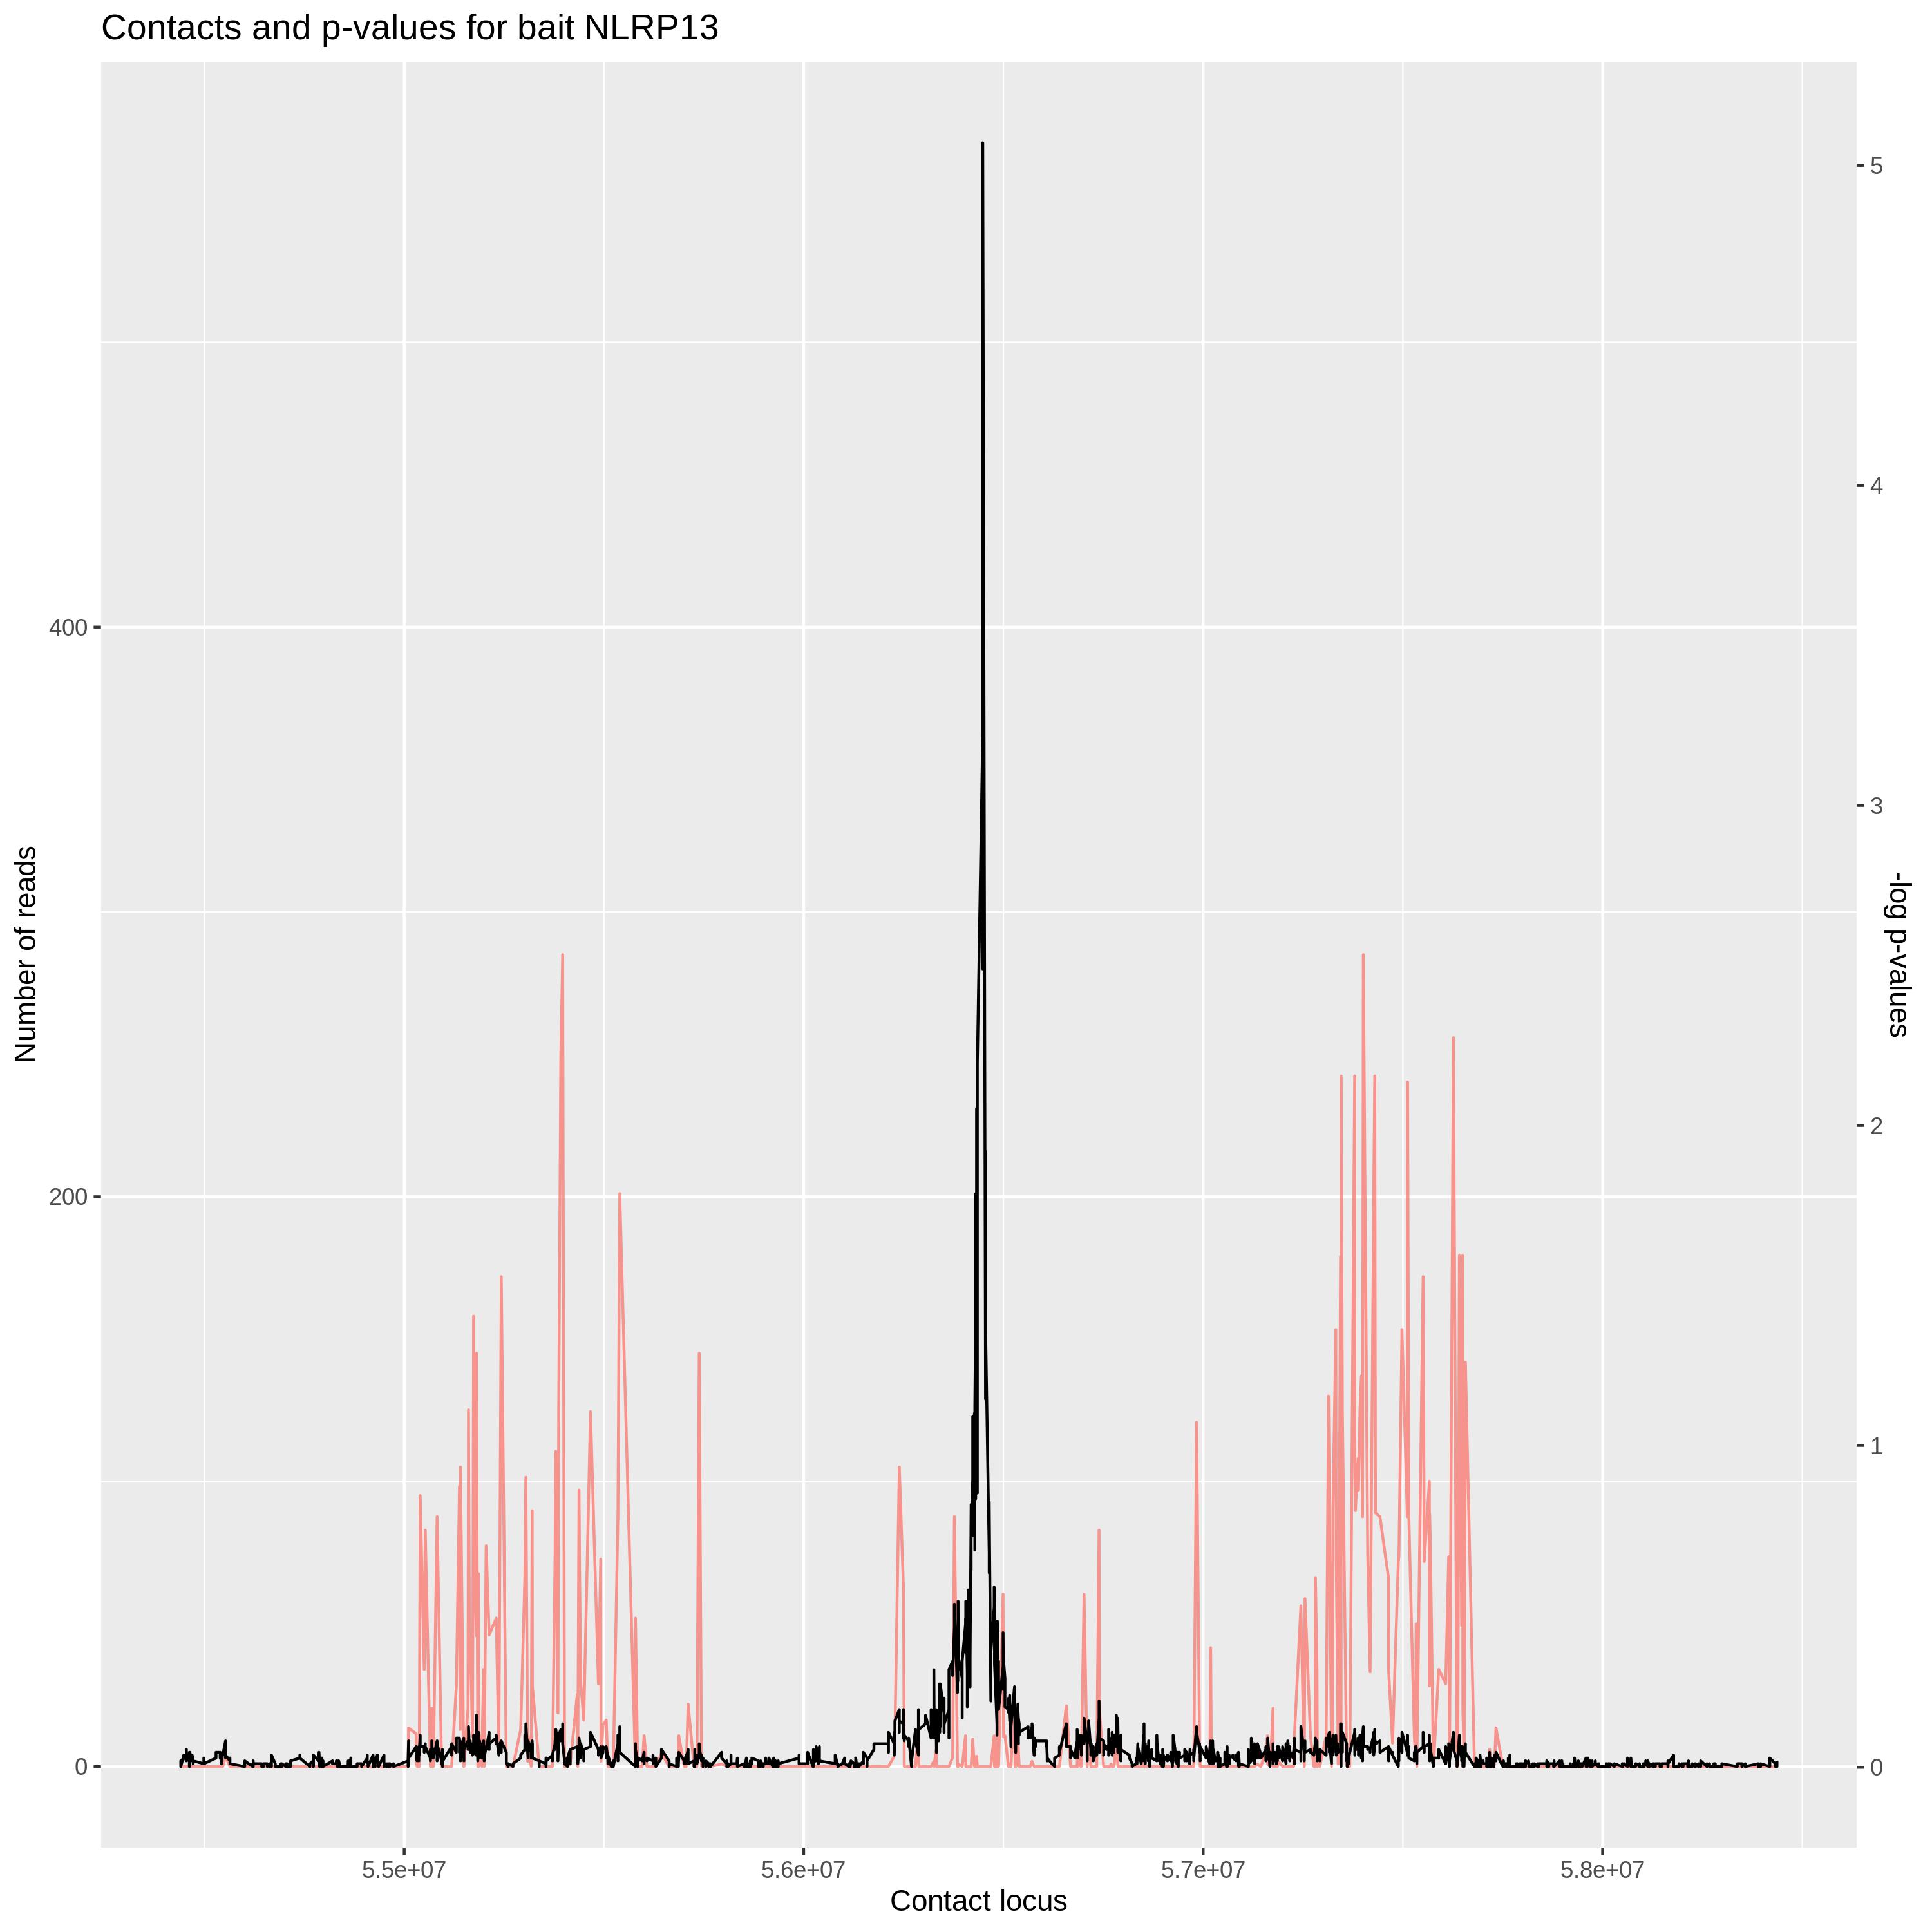 Contacts and p-values for bait NLRP13
5
4
400
3
Number of reads
-log p-values
2
200
1
0
0
5.5e+07
5.6e+07
5.7e+07
5.8e+07
Contact locus